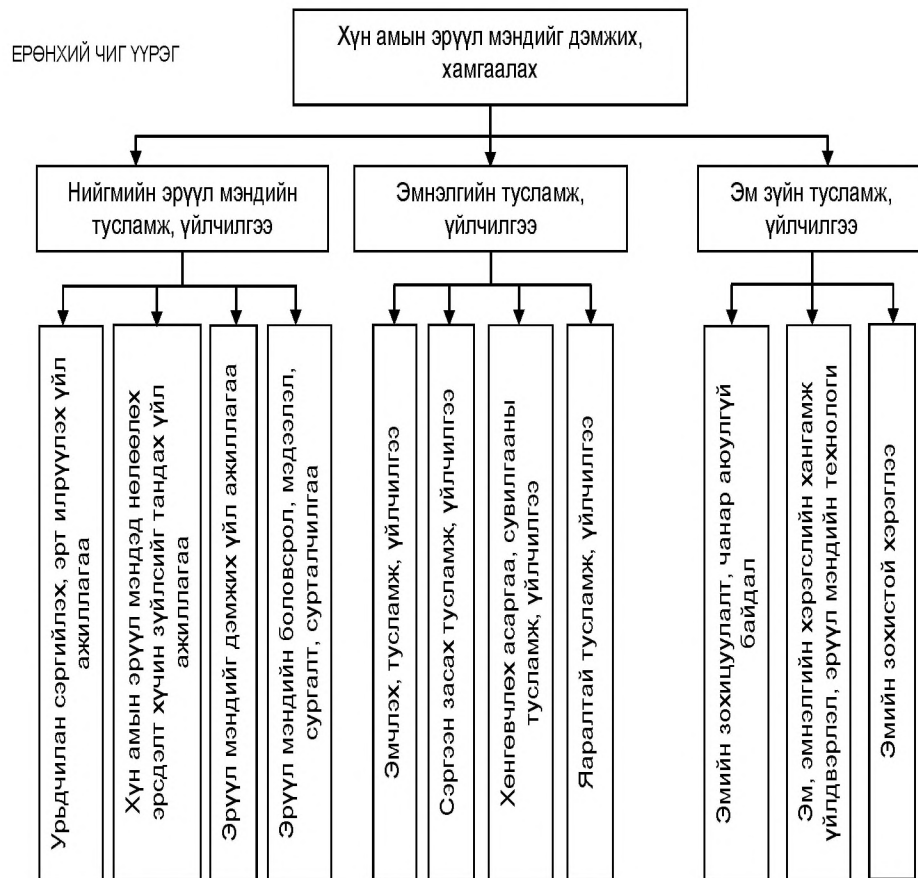 ЕРӨНХИЙ ЧИГ ҮҮРЭГ
Хүн амын эрүүл мэндийг дэмжих,
хамгаалах
Нийгмийн эрүүл мэндийн
тусламж, үйлчилгээ
Эмнэлгийн тусламж,
үйлчилгээ
Эм зүйн тусламж,
үйлчилгээ
Урьдчилан сэргийлэх, эрт илрүүлэх үйл
ажиллагаа
Хүн амын эрүүл мэндэд нөлөөлөх
эрсдэлт хүчин зүйлсийг тандах үйл
ажиллагаа
Эрүүл мэндийг дэмжих үйл ажиллагаа
Эрүүл мэндийн боловсрол, мэдээлэл,
сургалт, сурталчилгаа
Эмчлэх, тусламж, үйлчилгээ
Сэргээн засах тусламж, үйлчилгээ
Хөнгөвчлөх асаргаа, сувилгааны
тусламж, үйлчилгээ
Яаралтай тусламж, үйлчилгээ
Эмийн зохицуулалт, чанар аюулгүй
байдал
Эм, эмнэлгийн хэрэгслийн хангамж
үйлдвэрлэл, эрүүл мэндийн технологи
Эмийн зохистой хэрэглээ